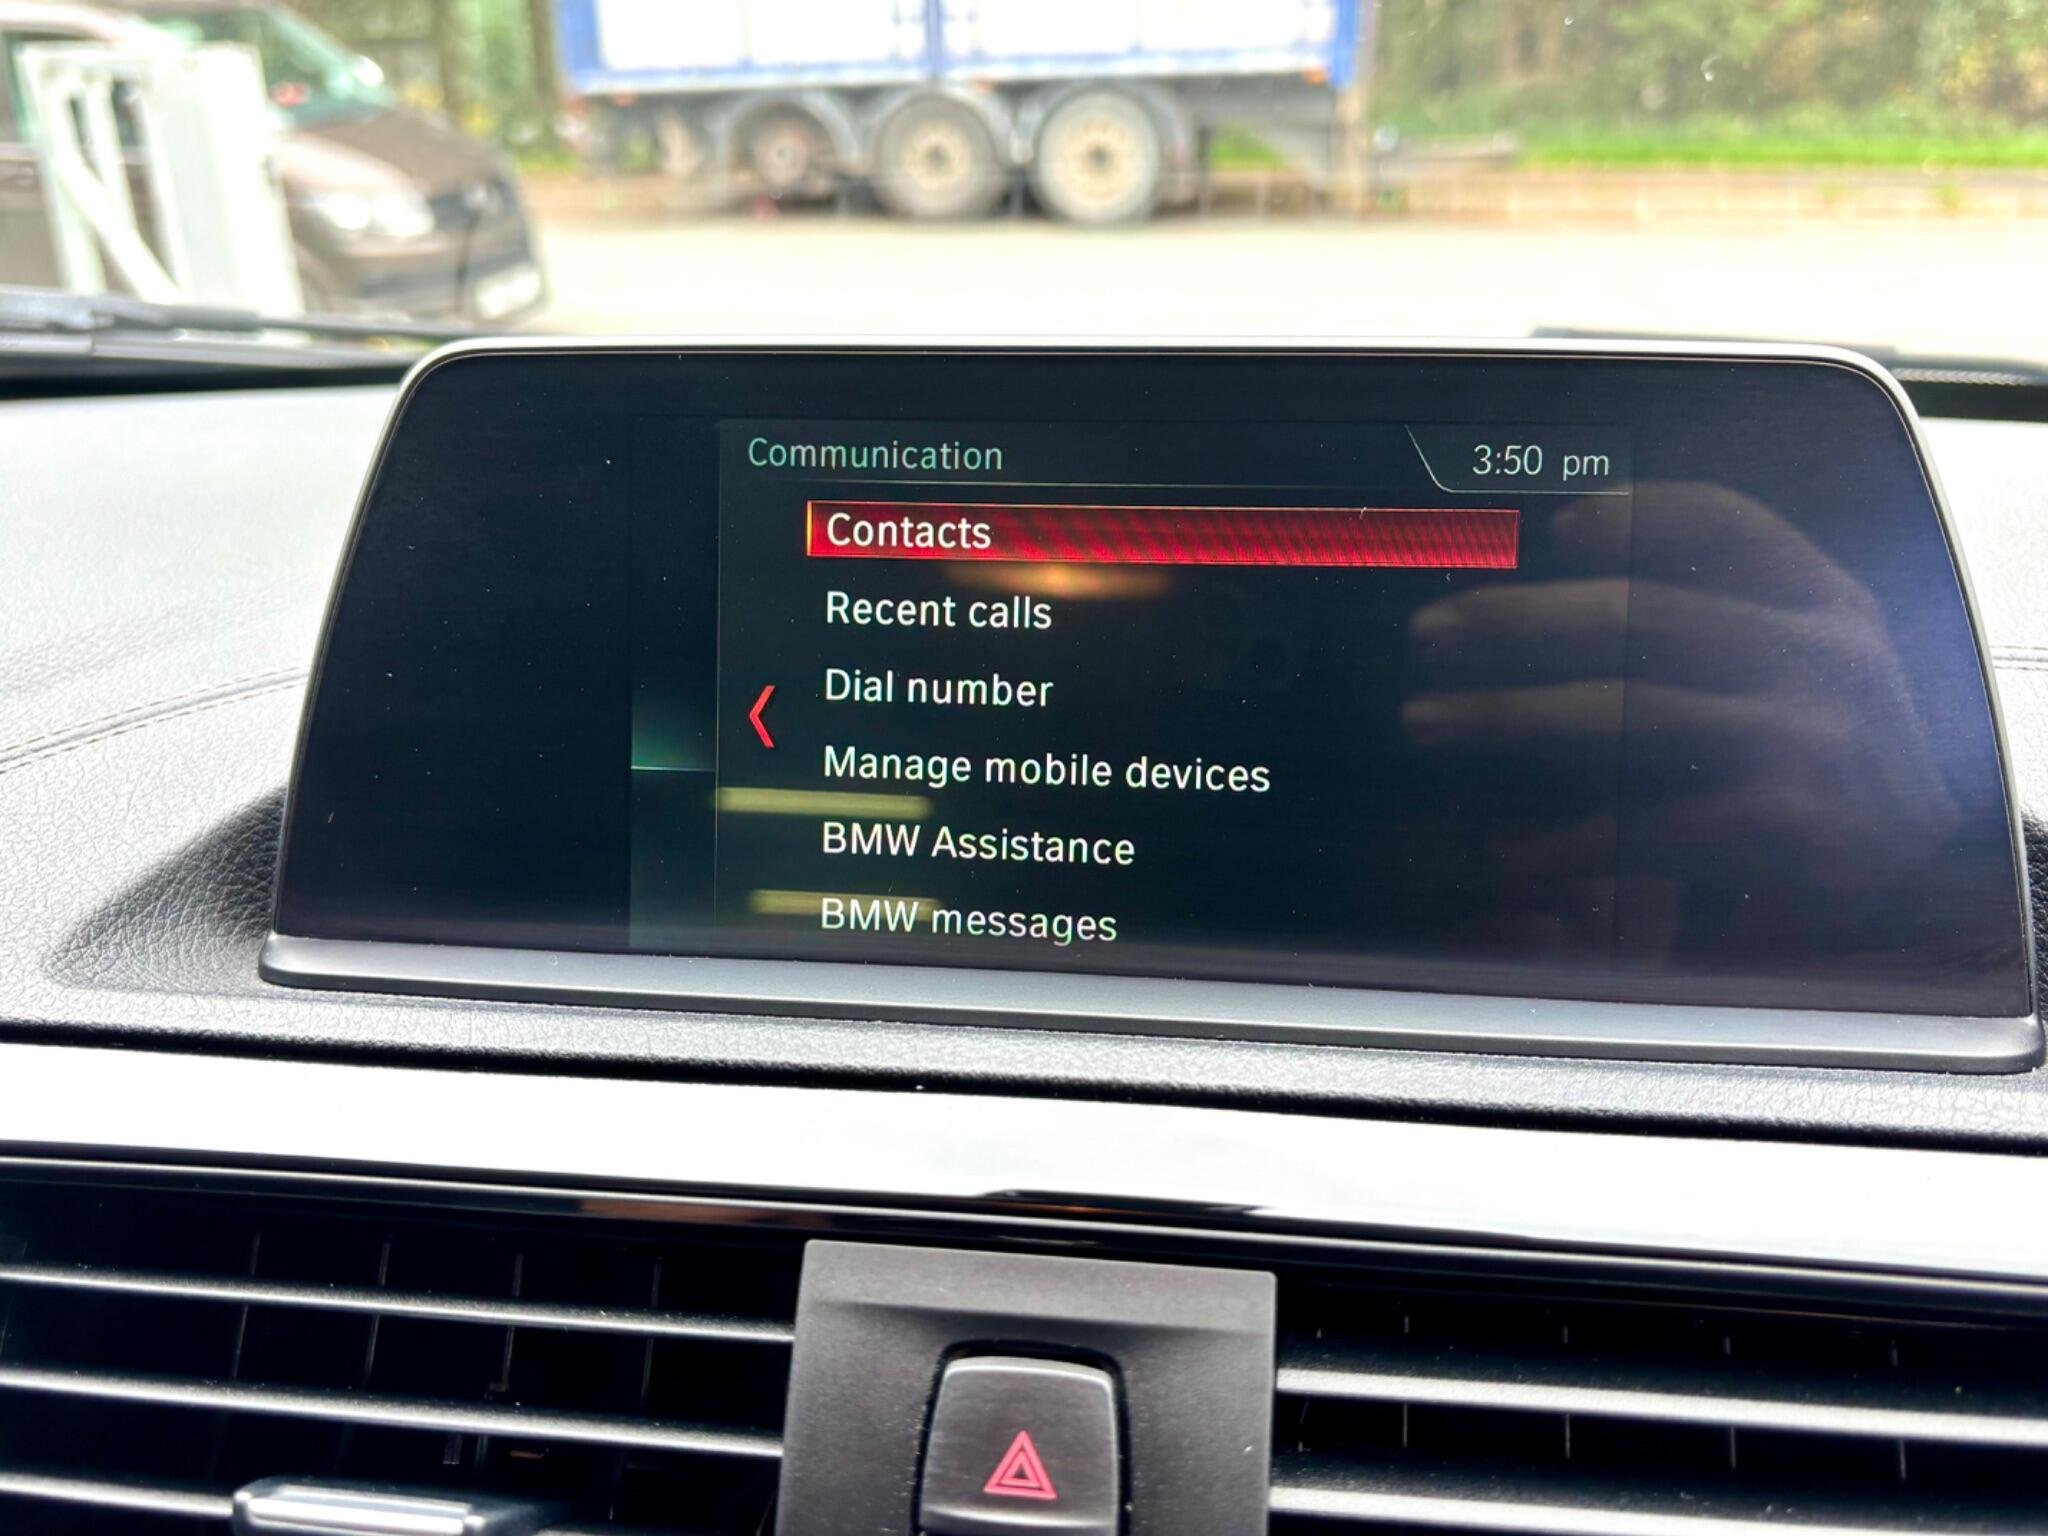 Communication
3:50 pm
Contacts
Recent calls
Dial number
Manage mobile devices
BMW Assistance
BMW messages